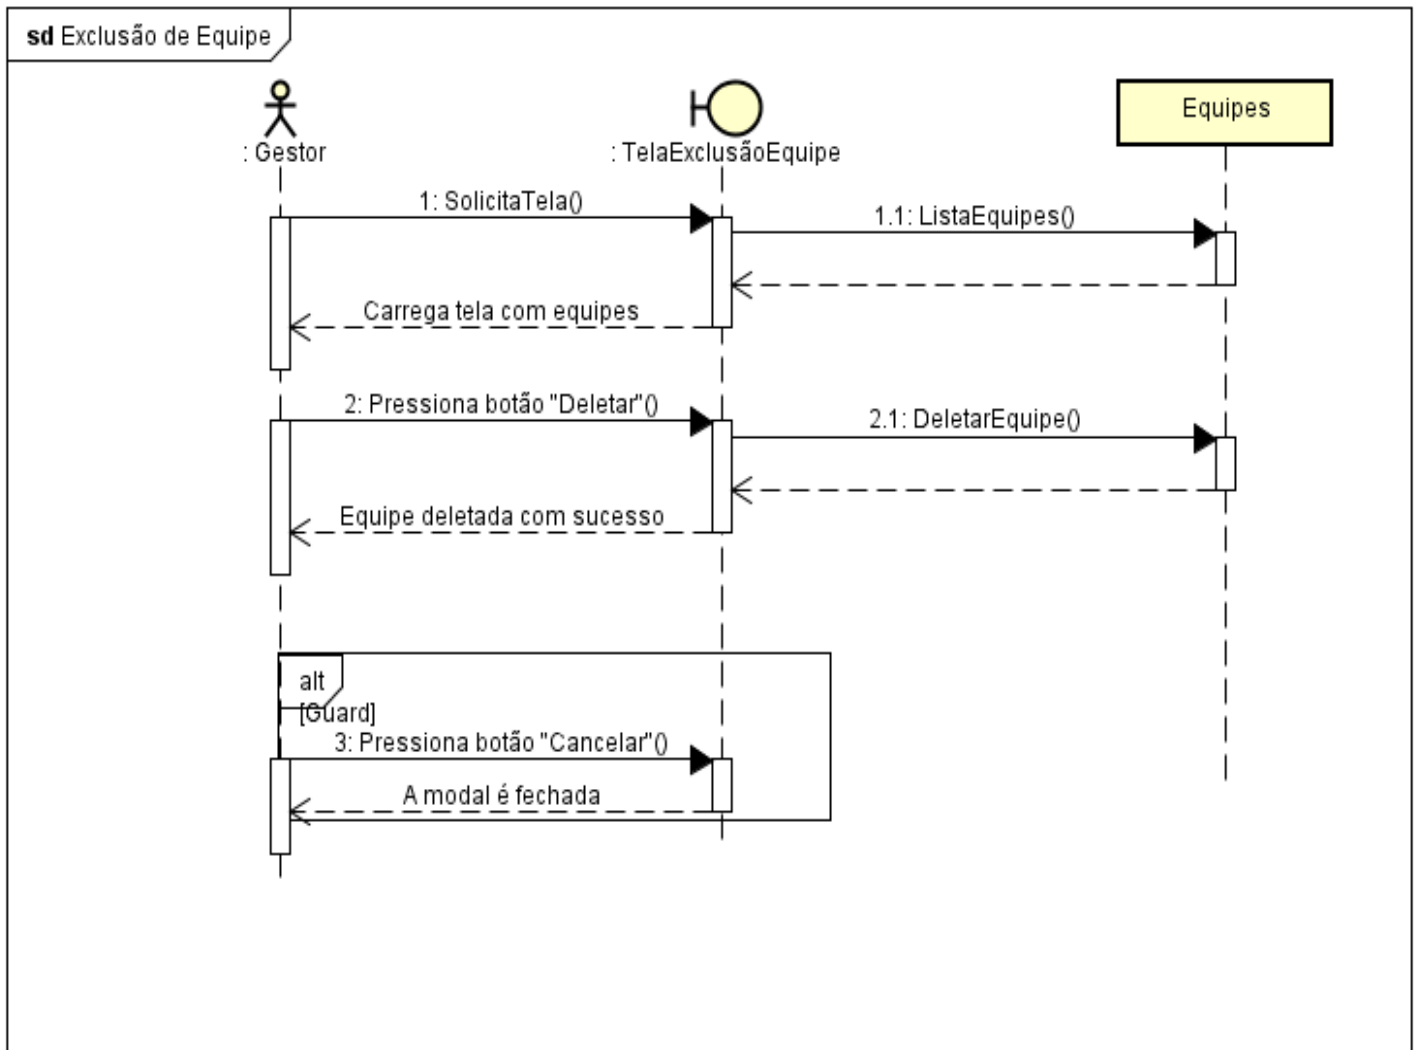 sd Exclusão de Equipe
: Gestor
: TelaExclusãoEquipe
Equipes
1: SolicitaTela()
1.1: ListaEquipes()
Carrega tela com equipes
2: Pressiona botão "Deletar"()
2.1: DeletarEquipe()
Equipe deletada com sucesso
alt
[Guard]
3: Pressiona botão "Cancelar"()
A modal é fechada